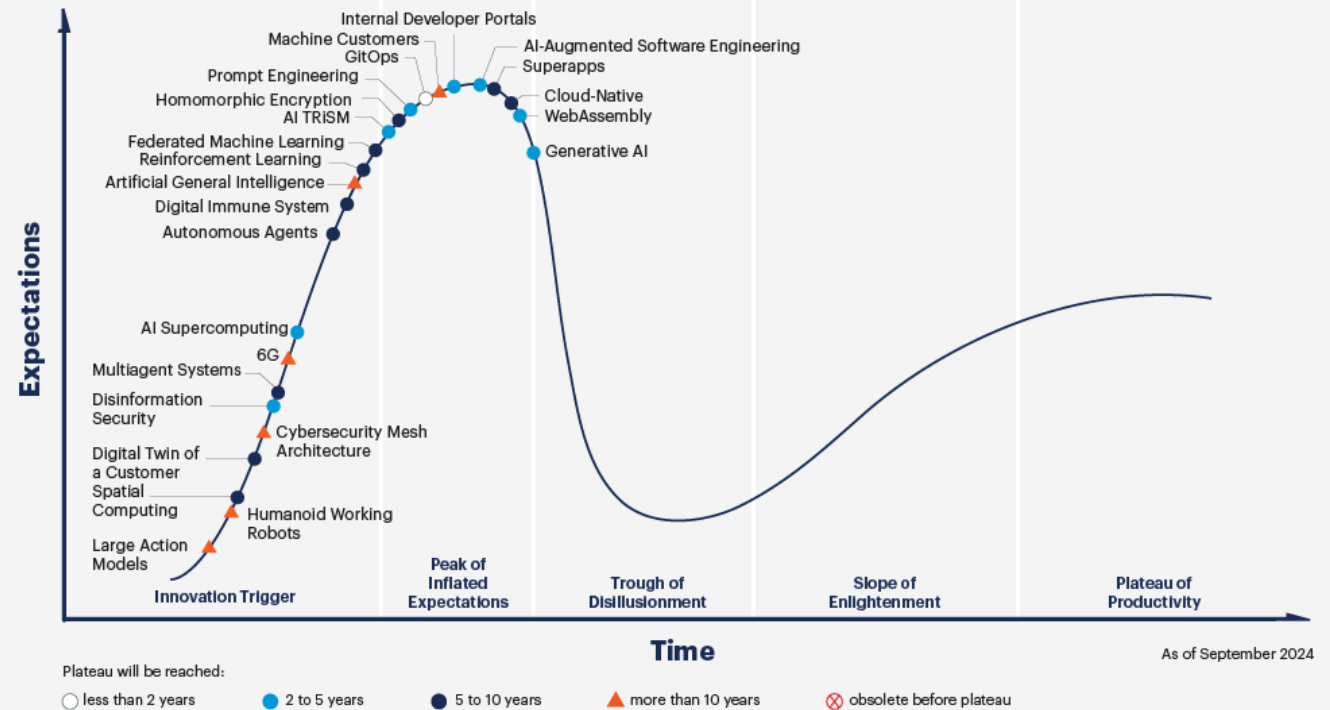 Internal Developer Portals
Machine Customers
GitOps
Prompt Engineering
Homomorphic Encryption
AI TRiSM
Federated Machine Learning
Reinforcement Learning
Artificial General Intelligence
Digital Immune System
Autonomous Agents
AI Supercomputing
6G
Multiagent Systems
Disinformation
Security
Cybersecurity Mesh
Architecture
Digital Twin of
a Customer
Spatial
Computing
Humanoid Working
Robots
Large Action
Models
AI-Augmented Software Engineering
Superapps
Cloud-Native
WebAssembly
Generative AI
Expectations
Innovation Trigger
Peak of
Inflated
Expectations
Trough of
Disillusionment
Slope of
Enlightenment
Plateau of
Productivity
Time
As of September 2024
Plateau will be reached:
less than 2 years
2 to 5 years
5 to 10 years
more than 10 years
obsolete before plateau